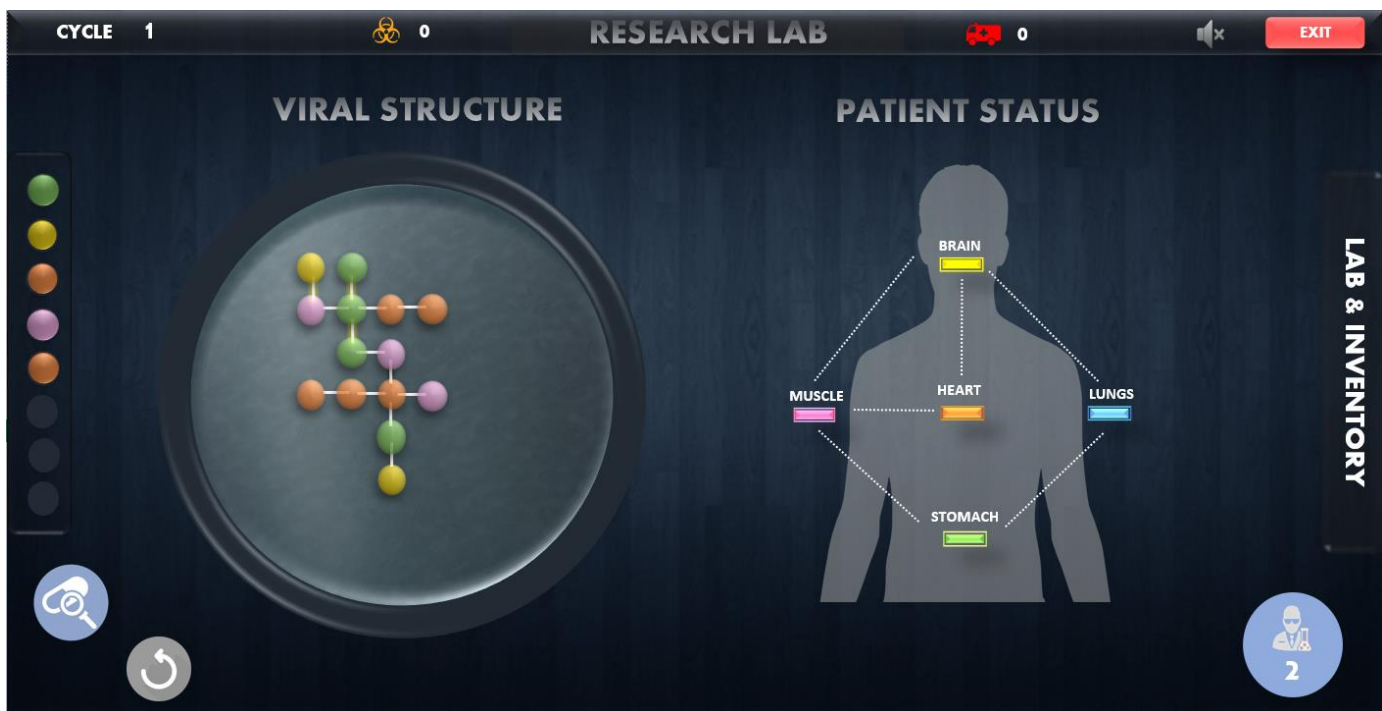 CYCLE 1 0 RESEARCH LAB 0 EXIT
VIRAL STRUCTURE
PATIENT STATUS
BRAIN
MUSCLE
HEART
LUNGS
STOMACH
LAB & INVENTORY
2